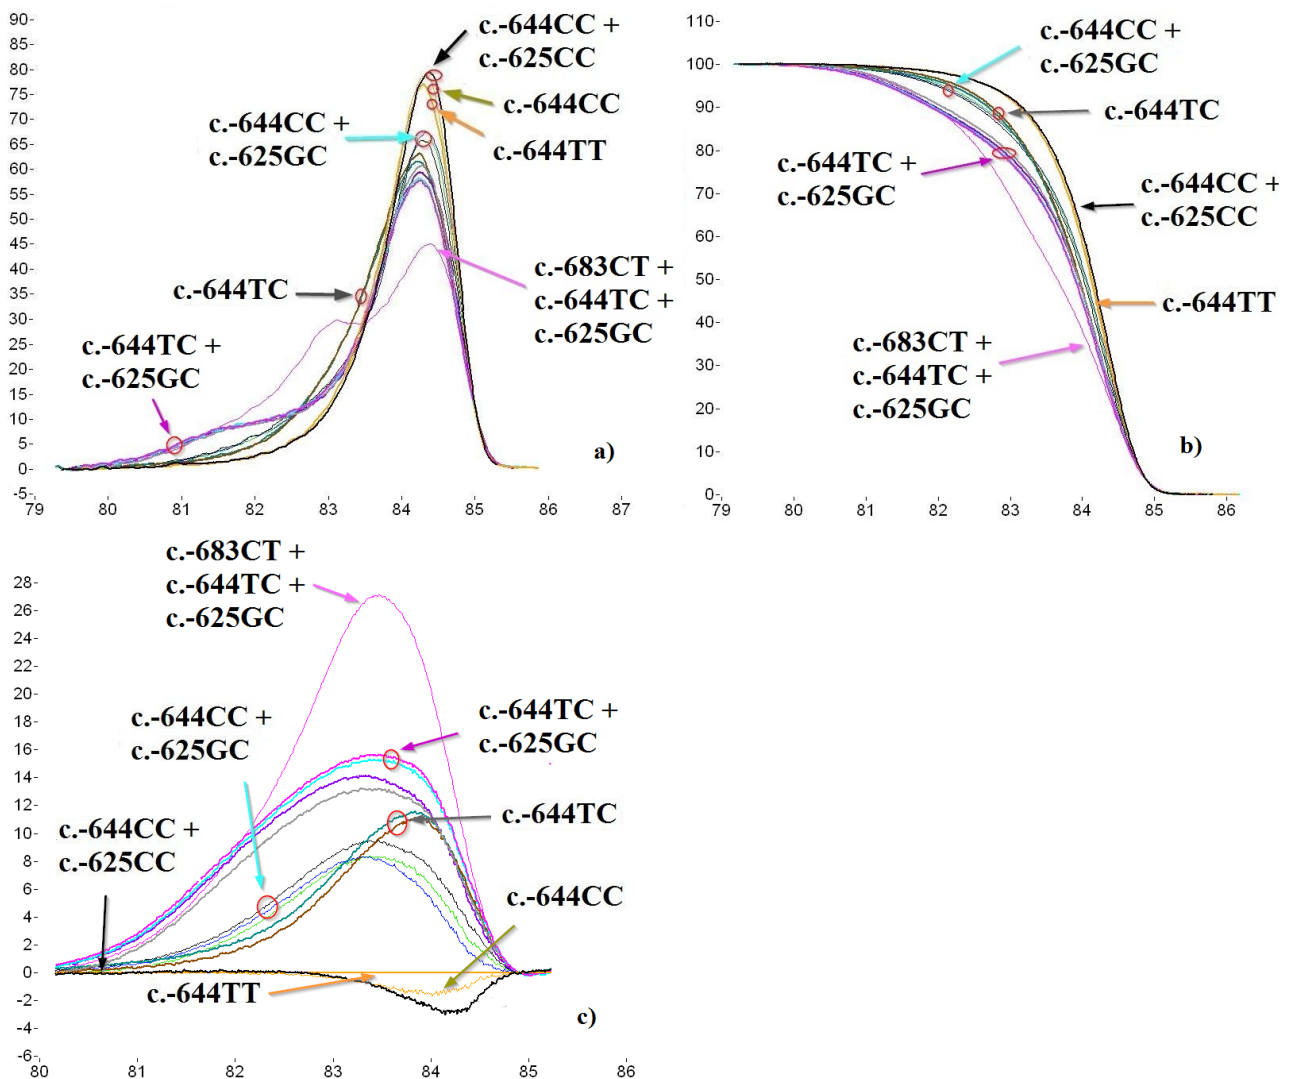 90-
85-
80-
75-
70-
65-
60-
55-
50-
45-
40-
35-
30-
25-
20-
15-
10-
5-
0-
-5-
79 80 81 82 83 84 85 86 87
c.-644CC +
c.-625CC
c.-644CC
c.-644TT
c.-644CC +
c.-625GC
c.-644TC
c.-683CT +
c.-644TC +
c.-625GC
c.-644TC +
c.-625GC
a)
110-
100-
90-
80-
70-
60-
50-
40-
30-
20-
10-
0-
79 80 81 82 83 84 85 86
c.-644CC +
c.-625GC
c.-644TC
c.-644TC +
c.-625GC
c.-644CC +
c.-625CC
c.-644TT
c.-683CT +
c.-644TC +
c.-625GC
b)
28-
26-
24-
22-
20-
18-
16-
14-
12-
10-
8-
6-
4-
2-
0-
-2-
-4-
-6-
80 81 82 83 84 85 86
c.-683CT +
c.-644TC +
c.-625GC
c.-644CC +
c.-625GC
c.-644TC +
c.-625GC
c.-644TC
c.-644CC +
c.-625CC
c.-644CC
c.-644TT
c)